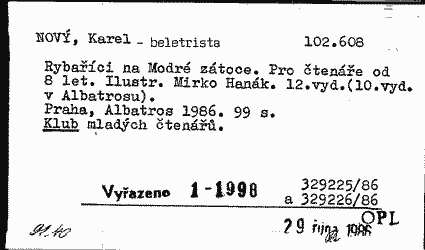 NOVÝ, Karel - beletrista 102.608
Rybaříci na Modré zátoce. Pro čtenáře od
8 let. Ilustr. Mirko Hanák. 12.vyd.(10.vyd.
v Albatrosu).
Praha, Albatros 1986. 99 s.
Klub mladých čtenářů.
Vyřazeno 1-1998 329225/86
a 329226/86
OPL
29 října 1986